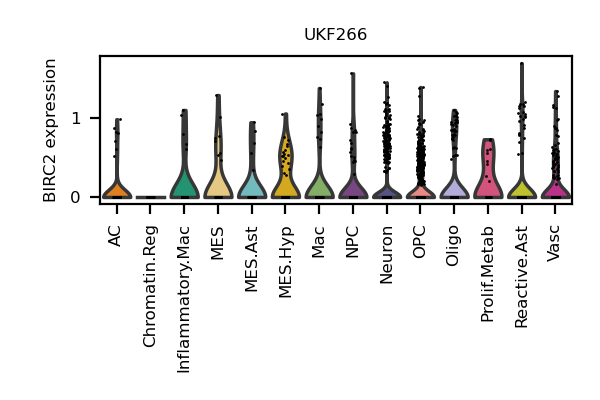 UKF266
BIRC2 expression
1
0
AC
Chromatin.Reg
Inflammatory.Mac
MES
MES.Ast
MES.Hyp
Mac
NPC
Neuron
OPC
Oligo
Prolif.Metab
Reactive.Ast
Vasc